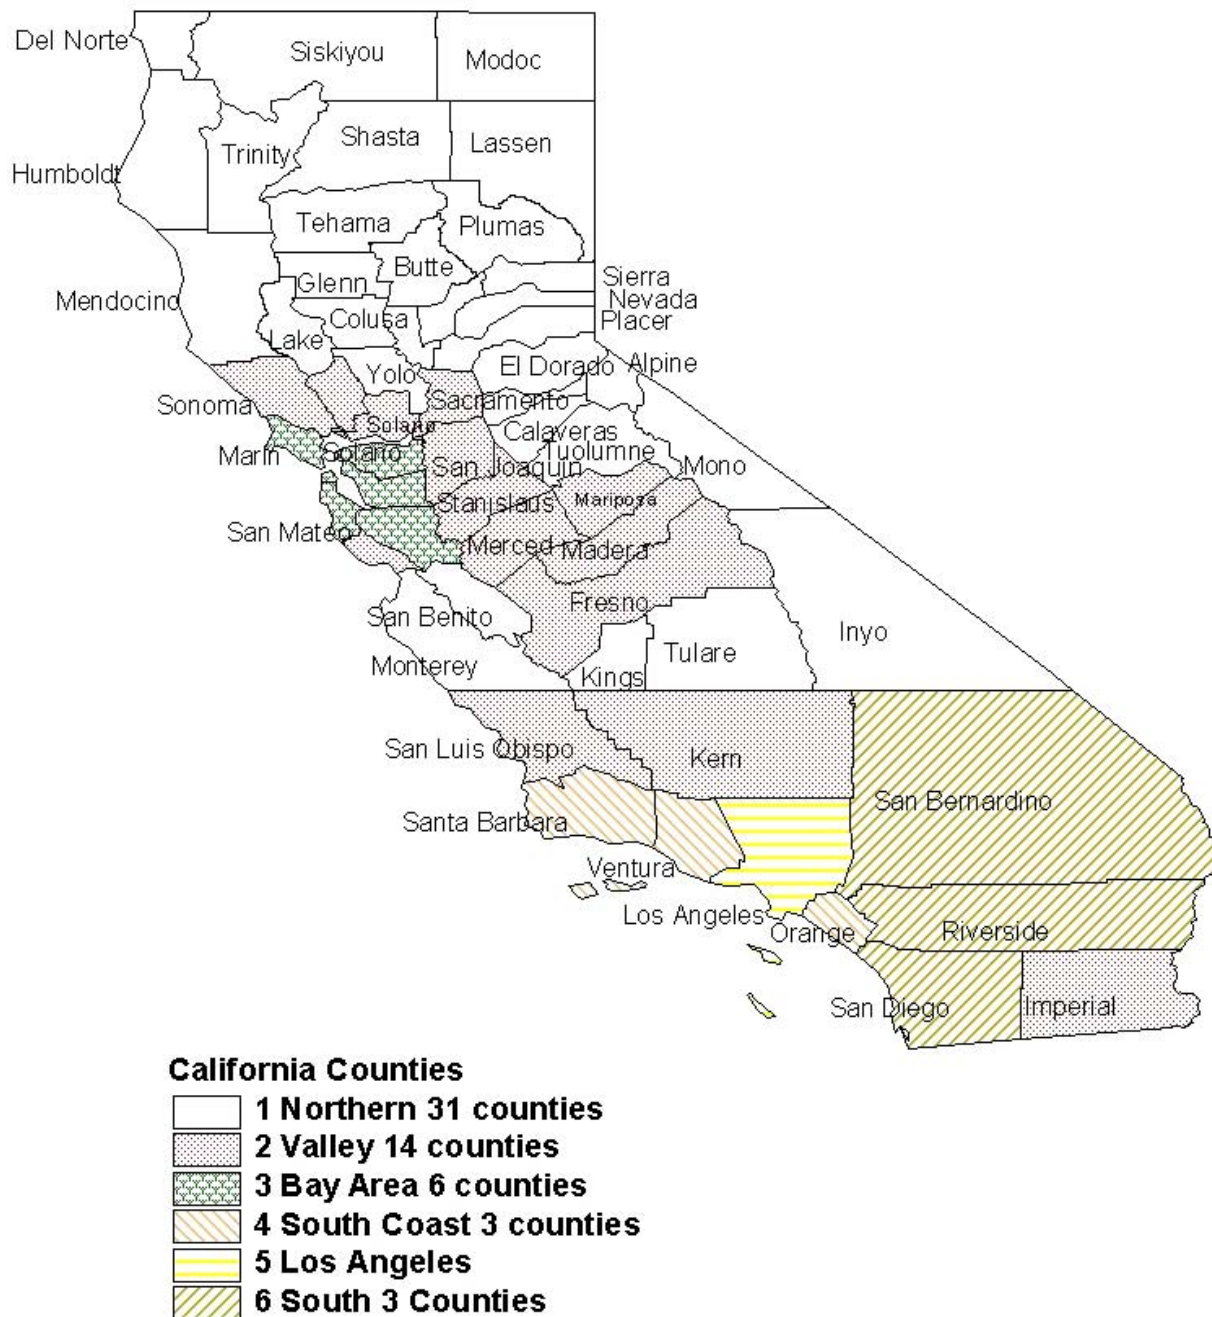 Del Norte
Siskiyou
Modoc
Humboldt
Trinity
Shasta
Lassen
Tehama
Plumas
Mendocino
Glenn
Butte
Sierra
Nevada
Placer
Colusa
Lake
Yolo
El Dorado
Alpine
Sonoma
Sacramento
Solano
Calaveras
Marin
Solano
San Joaquin
Tuolumne
Mono
San Mateo
Stanislaus
Mariposa
Merced
Madera
San Benito
Fresno
Inyo
Monterey
Kings
Tulare
San Luis Obispo
Kern
San Bernardino
Santa Barbara
Ventura
Los Angeles
Orange
Riverside
San Diego
Imperial
California Counties
1 Northern 31 counties
2 Valley 14 counties
3 Bay Area 6 counties
4 South Coast 3 counties
5 Los Angeles
6 South 3 Counties